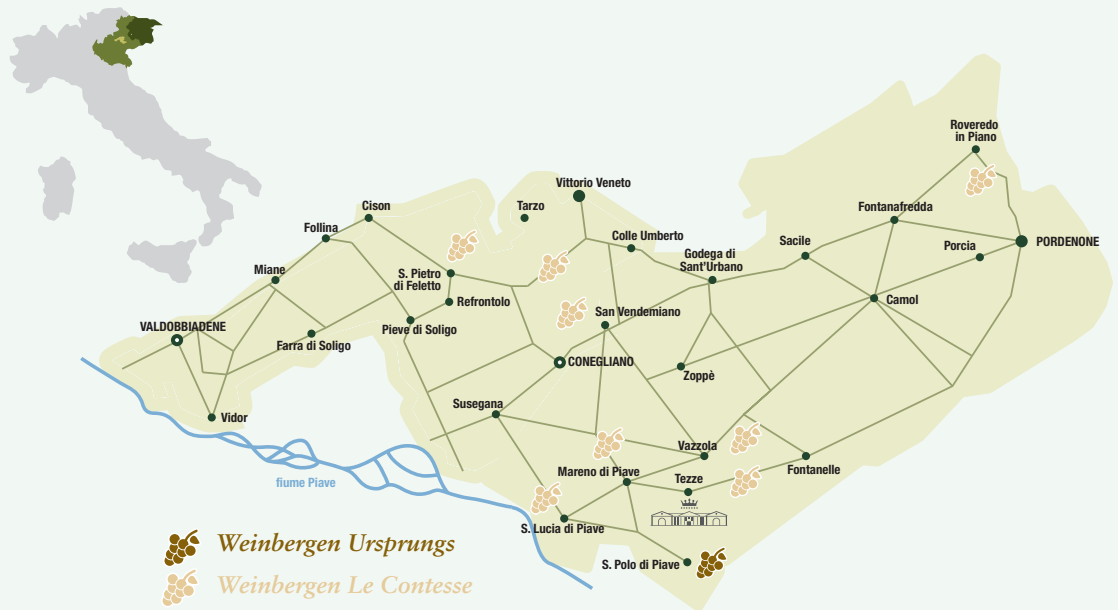 Roveredo
in Piano
Vittorio Veneto
Cison
Tarzo
Fontanafredda
Follina
Colle Umberto
Sacile
Porcia
PORDENONE
Godega di
Sant'Urbano
Miane
S. Pietro
di Feletto
Refrontolo
Camol
San Vendemiano
VALDOBBIADENE
Pieve di Soligo
Farra di Soligo
CONEGLIANO
Zoppè
Susegana
Vidor
Vazzola
Mareno di Piave
Tezze
Fontanelle
fiume Piave
S. Lucia di Piave
S. Polo di Piave
Weinbergen Ursprungs
Weinbergen Le Contesse